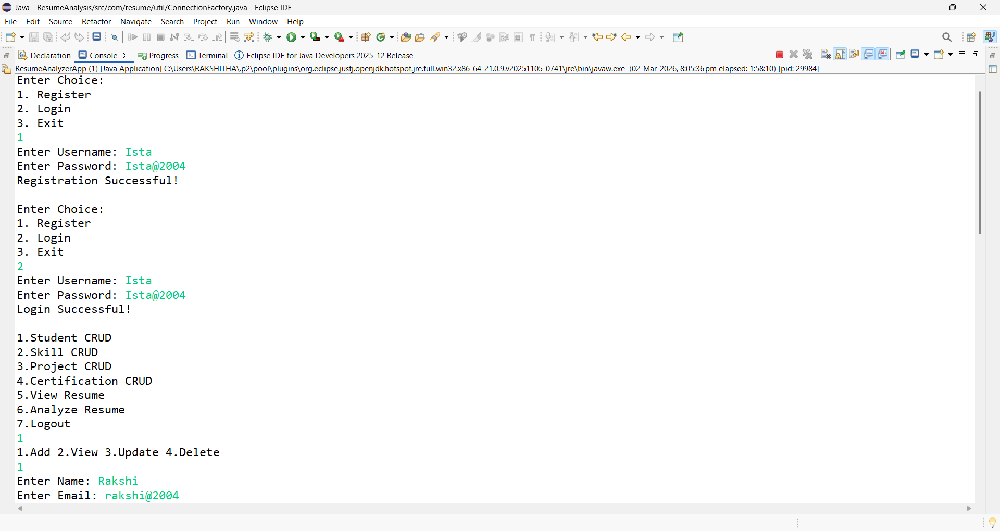 Java - ResumeAnalysis/src/com/resume/util/ConnectionFactory.java - Eclipse IDE
File Edit Source Refactor Navigate Search Project Run Window Help
Declaration Console Progress Terminal Eclipse IDE for Java Developers 2025-12 Release
ResumeAnalyzerApp (1) [Java Application] C:\Users\RAKSHITHA\.p2\pool\plugins\org.eclipse.justj.openjdk.hotspot.jre.full.win32.x86_64_21.0.9.v20251105-0741\jre\bin\javaw.exe (02-Mar-2026, 8:05:36 pm elapsed: 1:58:10) [pid: 29984]
Enter Choice:
1. Register
2. Login
3. Exit
1
Enter Username: Ista
Enter Password: Ista@2004
Registration Successful!
Enter Choice:
1. Register
2. Login
3. Exit
2
Enter Username: Ista
Enter Password: Ista@2004
Login Successful!
1.Student CRUD
2.Skill CRUD
3.Project CRUD
4.Certification CRUD
5.View Resume
6.Analyze Resume
7.Logout
1
1.Add 2.View 3.Update 4.Delete
1
Enter Name: Rakshi
Enter Email: rakshi@2004